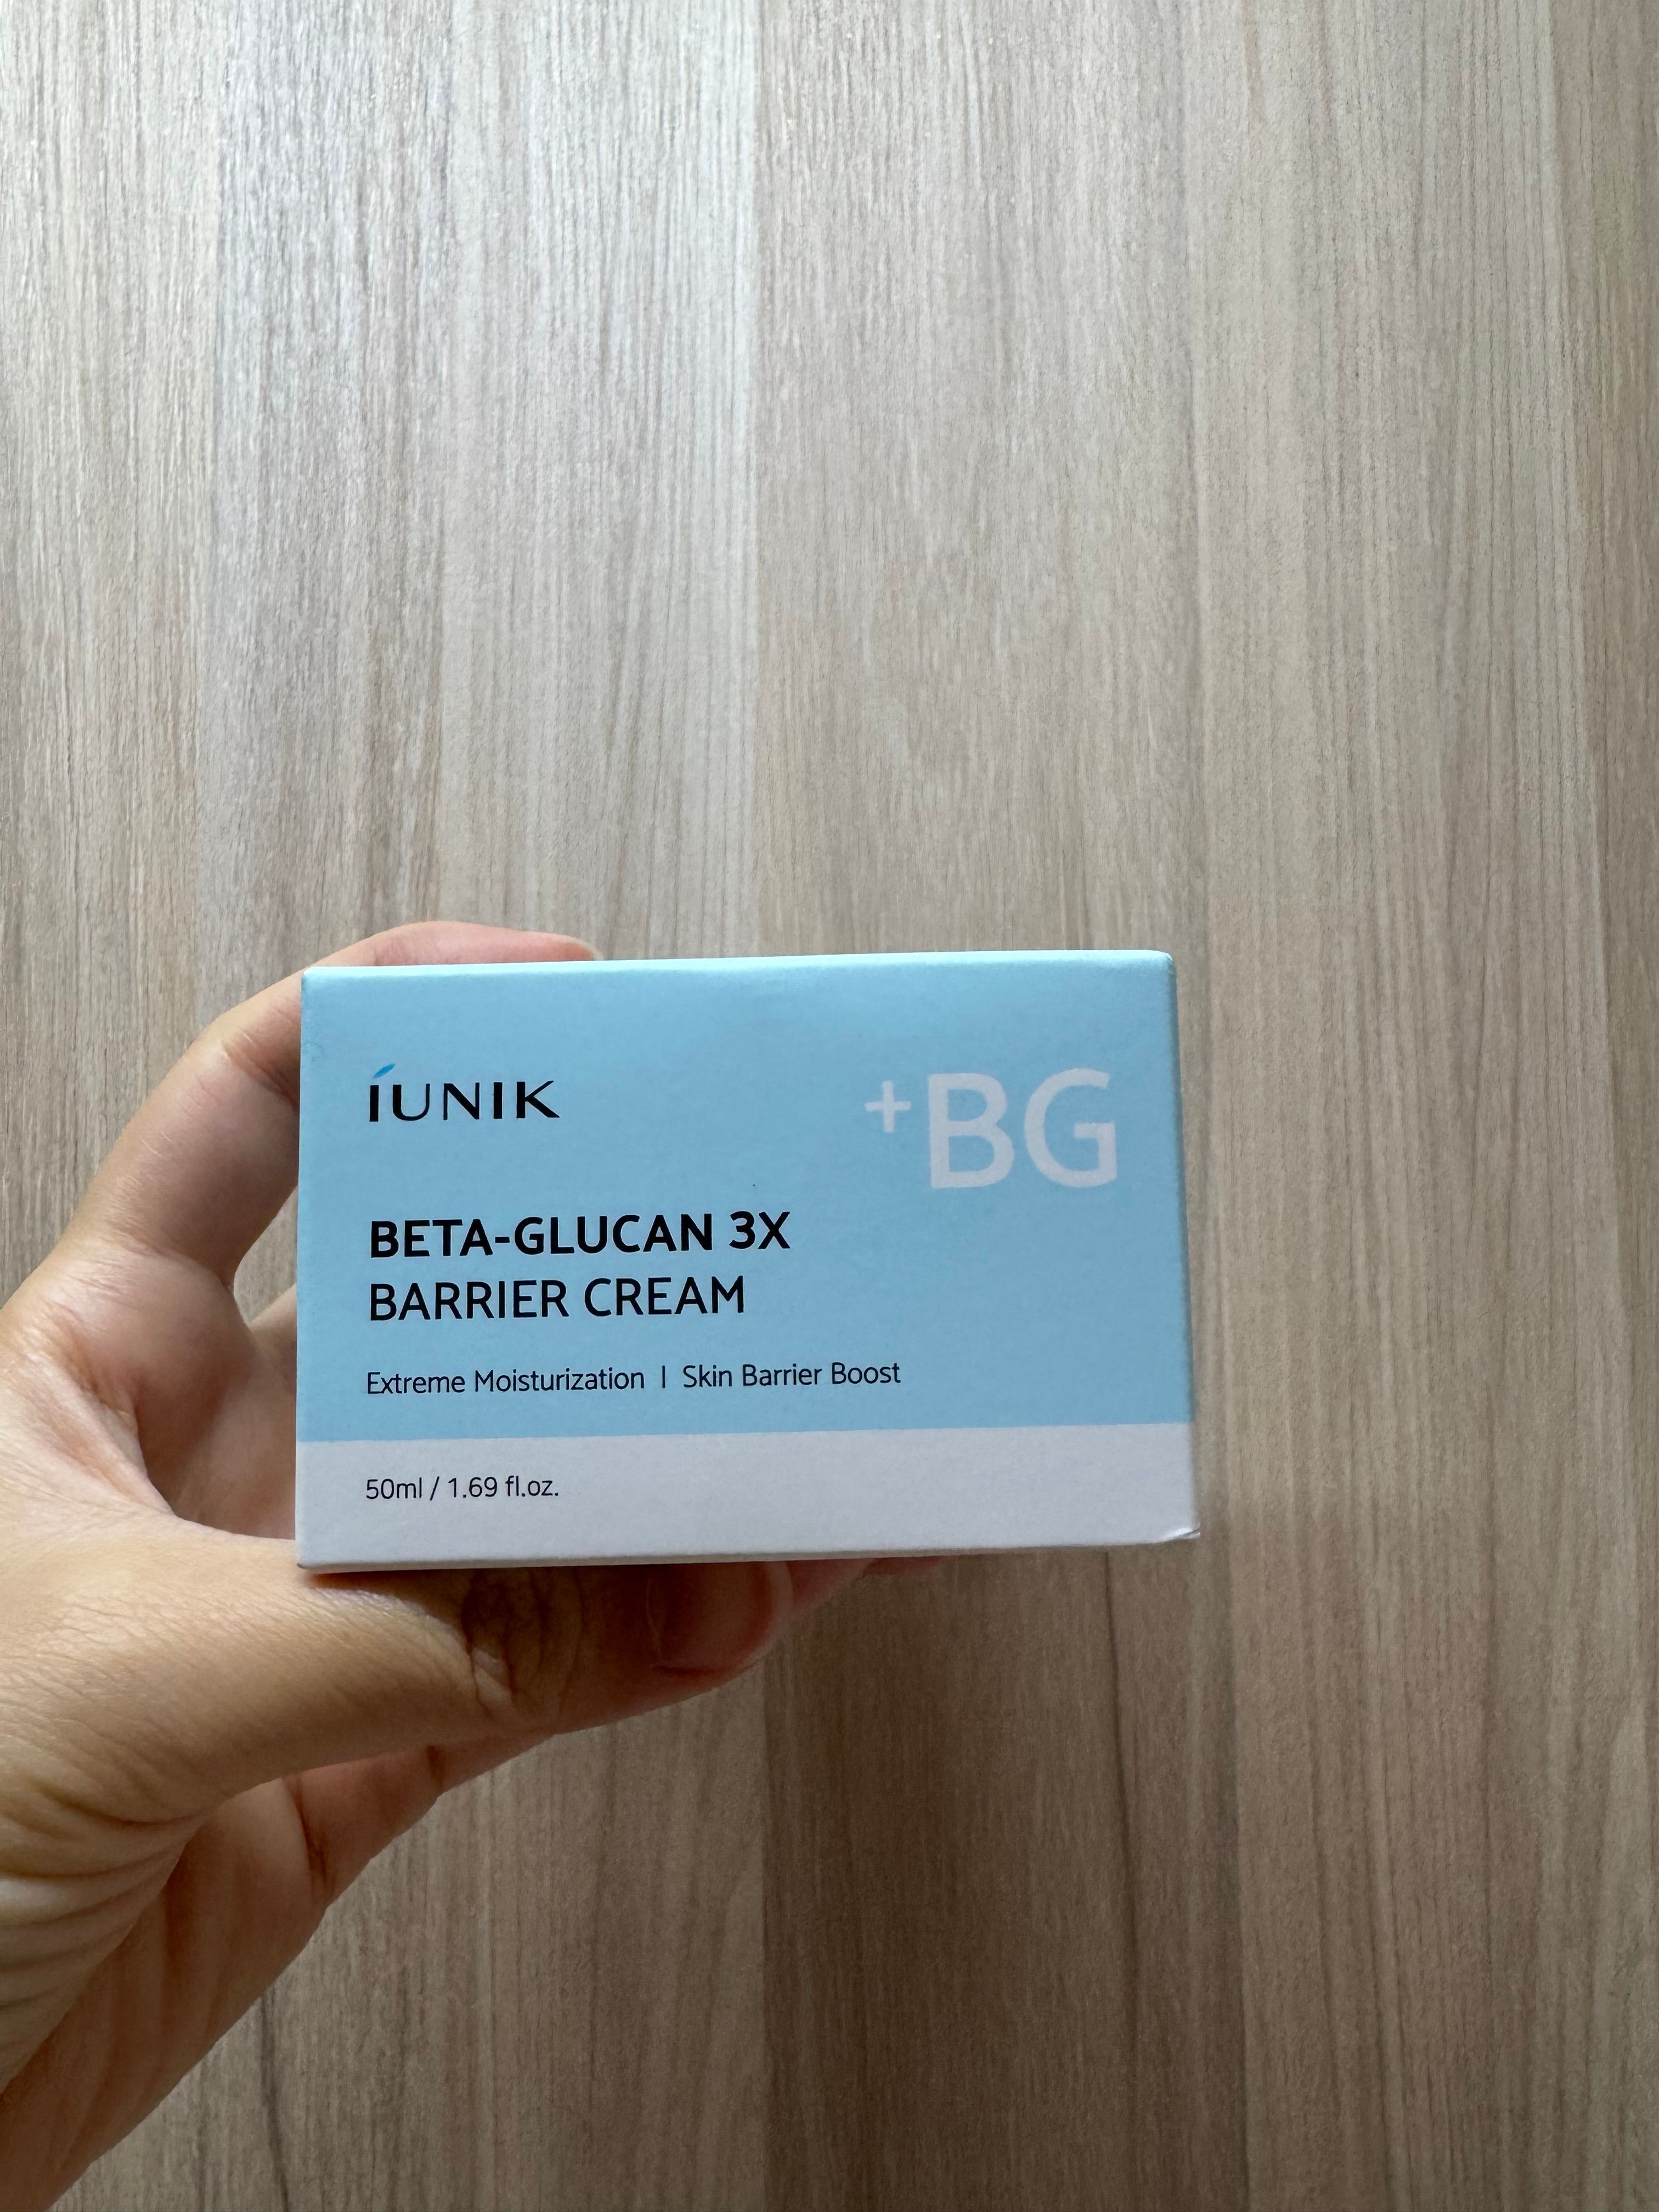 iUNIK
+BG
BETA-GLUCAN 3X
BARRIER CREAM
Extreme Moisturization | Skin Barrier Boost
50ml / 1.69 fl.oz.